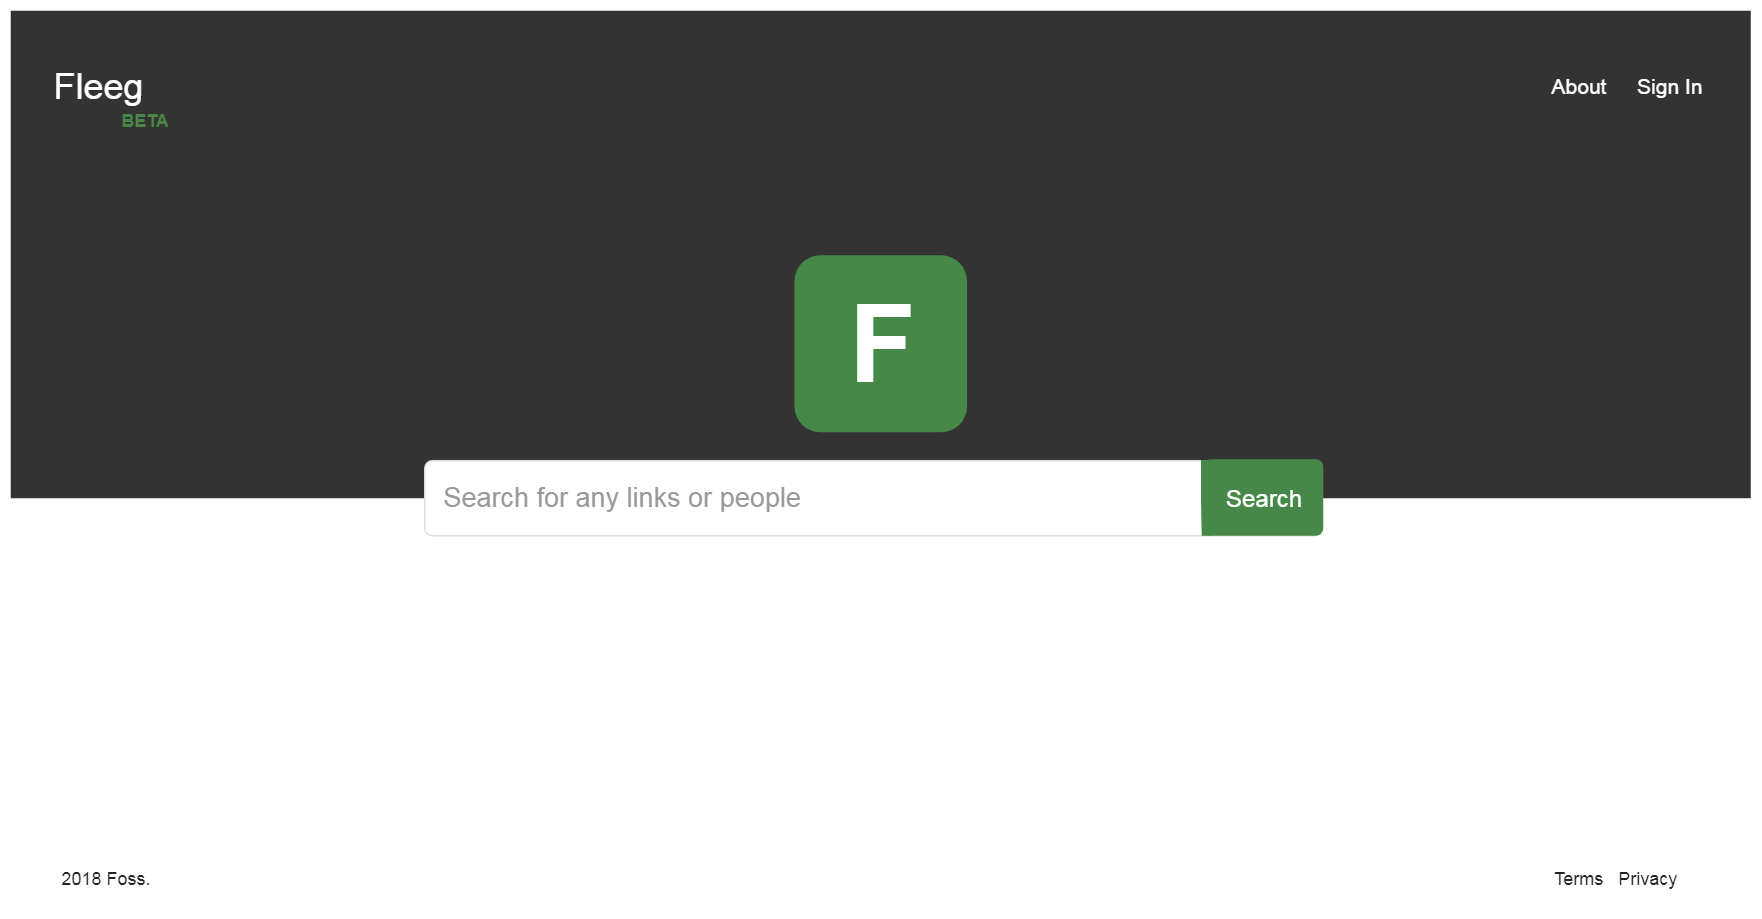 Fleeg
BETA
About
Sign In
F
Search for any links or people
Search
2018 Foss.
Terms
Privacy